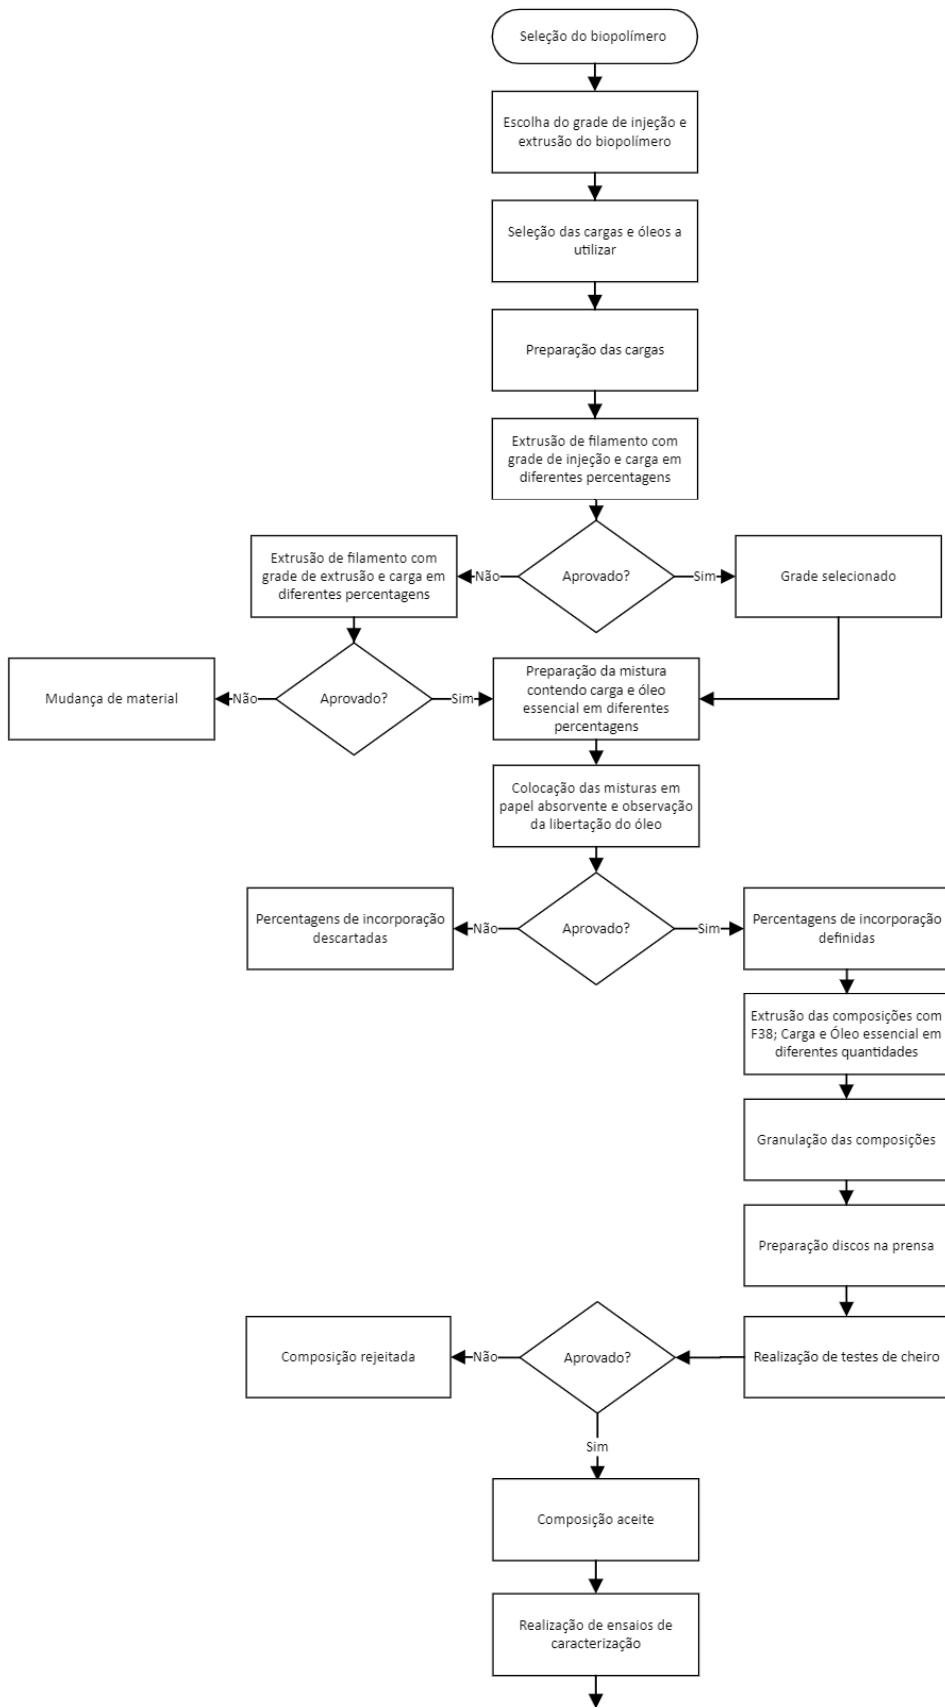 Seleção do biopolímero
Escolha do grade de injeção e
extrusão do biopolímero
Seleção das cargas e óleos a
utilizar
Preparação das cargas
Extrusão de filamento com
grade de injeção e carga em
diferentes percentagens
Extrusão de filamento com
grade de extrusão e carga em
diferentes percentagens
Não
Aprovado?
Sim
Grade selecionado
Mudança de material
Não
Aprovado?
Sim
Preparação da mistura
contendo carga e óleo
essencial em diferentes
percentagens
Colocação das misturas em
papel absorvente e observação
da libertação do óleo
Percentagens de incorporação
descartadas
Não
Aprovado?
Sim
Percentagens de incorporação
definidas
Extrusão das composições com
F38; Carga e Óleo essencial em
diferentes quantidades
Granulação das composições
Preparação discos na prensa
Composição rejeitada
Não
Aprovado?
Realização de testes de cheiro
Sim
Composição aceite
Realização de ensaios de
caracterização